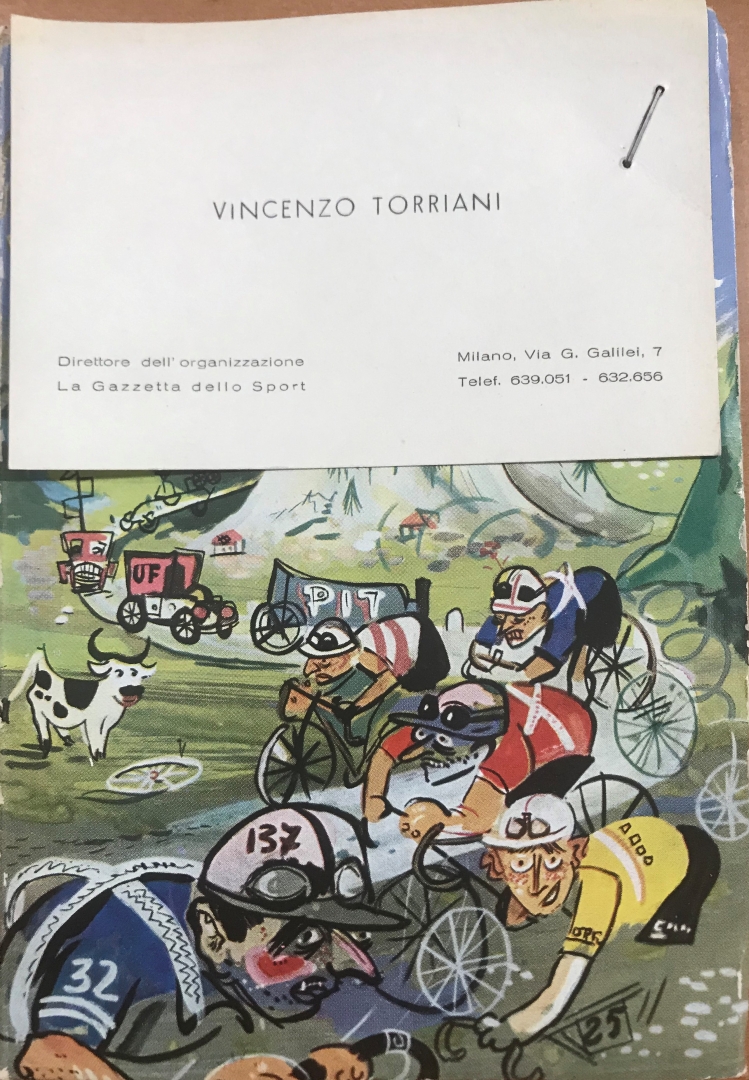 VINCENZO TORRIANI
Direttore dell'organizzazione
La Gazzetta dello Sport
Milano, Via G. Galilei, 7
Telef. 639.051 - 632.656
UF
PIT
137
32
25